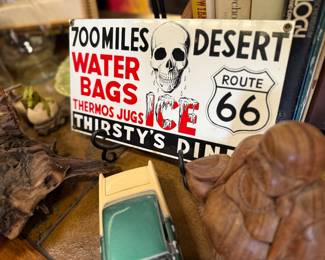 700 MILES DESERT
WATER
BAGS
THERMOS JUGS
ICE
ROUTE
66
THIRSTY'S